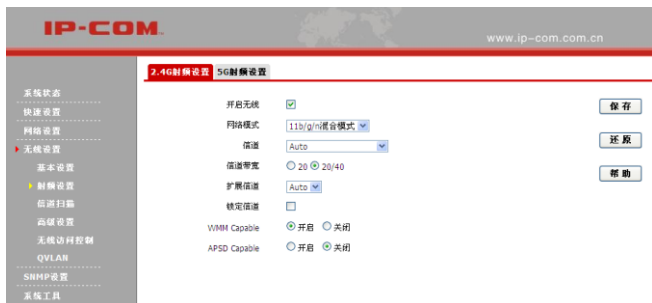 IP-COM
www.ip-com.com.cn
2.4G射频设置 5G射频设置
系统状态
快速设置
网络设置
无线设置
基本设置
射频设置
信道扫描
高级设置
无线访问控制
QVLAN
SNMP设置
系统工具
开启无线
网络模式 11b/g/n混合模式
信道 Auto
信道带宽 20 20/40
扩展信道 Auto
锁定信道
WMM Capable 开启 关闭
APSD Capable 开启 关闭
保存
还原
帮助